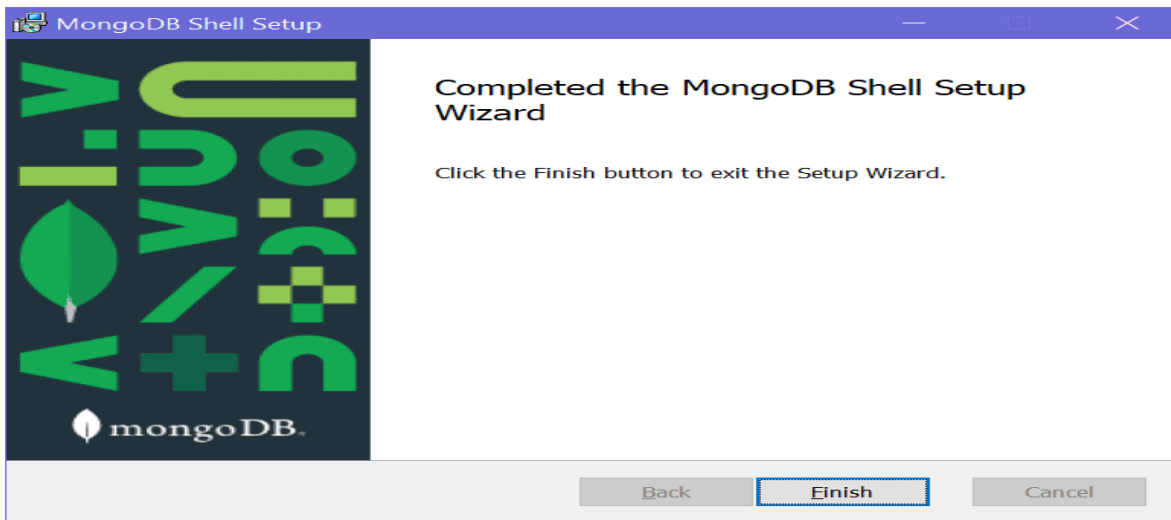 MongoDB Shell Setup
Completed the MongoDB Shell Setup
Wizard
Click the Finish button to exit the Setup Wizard.
mongoDB.
Back
Finish
Cancel